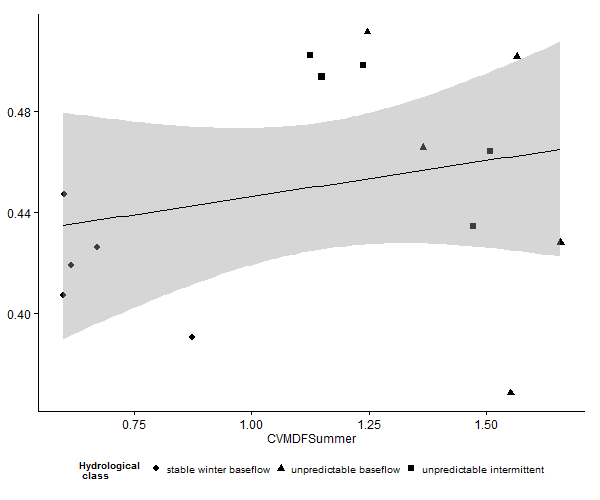 0.48
0.44
0.40
0.75 1.00 1.25 1.50
CVMDFSummer
Hydrological
class
stable winter baseflow unpredictable baseflow unpredictable intermittent